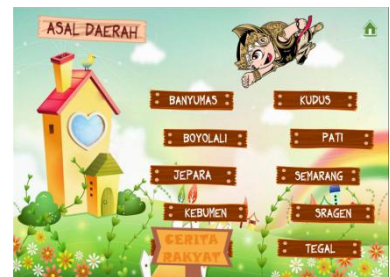 ASAL DAERAH
BANYUMAS
KUDUS
BOYOLALI
PATI
JEPARA
SEMARANG
KEBUMEN
SRAGEN
CERITA
RAKYAT
TEGAL